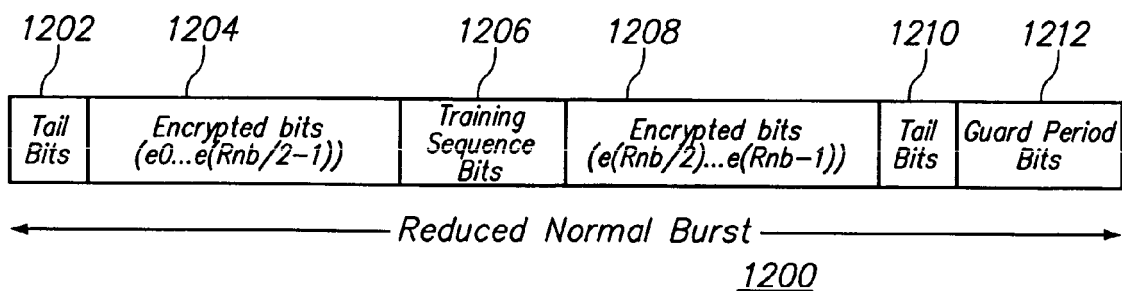 1202 1204 1206 1208 1210 1212
Tail Bits
Encrypted bits
(e0...e(Rnb/2-1))
Training Sequence Bits
Encrypted bits
(e(Rnb/2)...e(Rnb-1))
Tail Bits
Guard Period Bits
Reduced Normal Burst
1200